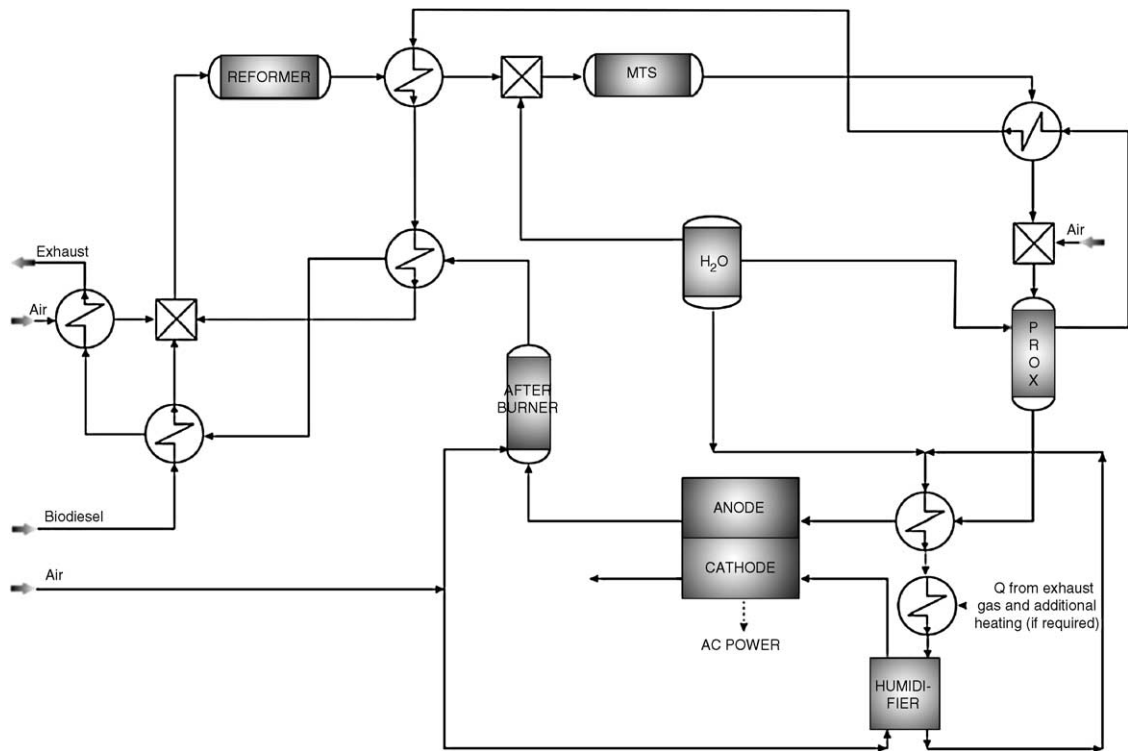 REFORMER
MTS
Air
H2O
Exhaust
Air
P
R
O
X
AFTER
BURNER
Biodiesel
ANODE
Air
CATHODE
Q from exhaust
gas and additional
heating (if required)
AC POWER
HUMIDI-
FIER